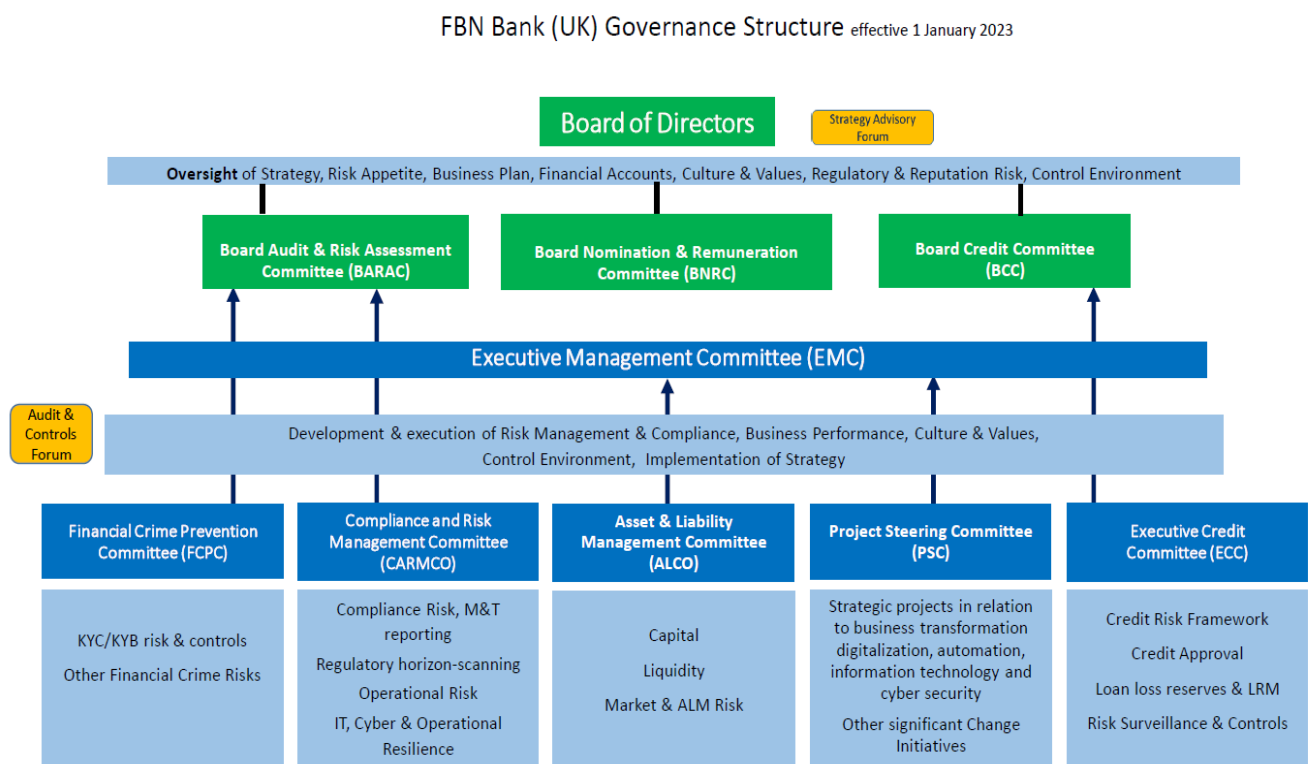 FBN Bank (UK) Governance Structure effective 1 January 2023
Board of Directors
Strategy Advisory
Forum
Oversight of Strategy, Risk Appetite, Business Plan, Financial Accounts, Culture & Values, Regulatory & Reputation Risk, Control Environment
Board Audit & Risk Assessment
Committee (BARAC)
Board Nomination & Remuneration
Committee (BNRC)
Board Credit Committee
(BCC)
Executive Management Committee (EMC)
Audit &
Controls
Forum
Development & execution of Risk Management & Compliance, Business Performance, Culture & Values,
Control Environment, Implementation of Strategy
Financial Crime Prevention
Committee (FCPC)
Compliance and Risk
Management Committee
(CARMCO)
Asset & Liability
Management Committee
(ALCO)
Project Steering Committee
(PSC)
Executive Credit
Committee (ECC)
KYC/KYB risk & controls
Other Financial Crime Risks
Compliance Risk, M&T
reporting
Regulatory horizon-scanning
Operational Risk
IT, Cyber & Operational
Resilience
Capital
Liquidity
Market & ALM Risk
Strategic projects in relation
to business transformation
digitalization, automation,
information technology and
cyber security
Other significant Change
Initiatives
Credit Risk Framework
Credit Approval
Loan loss reserves & LRM
Risk Surveillance & Controls